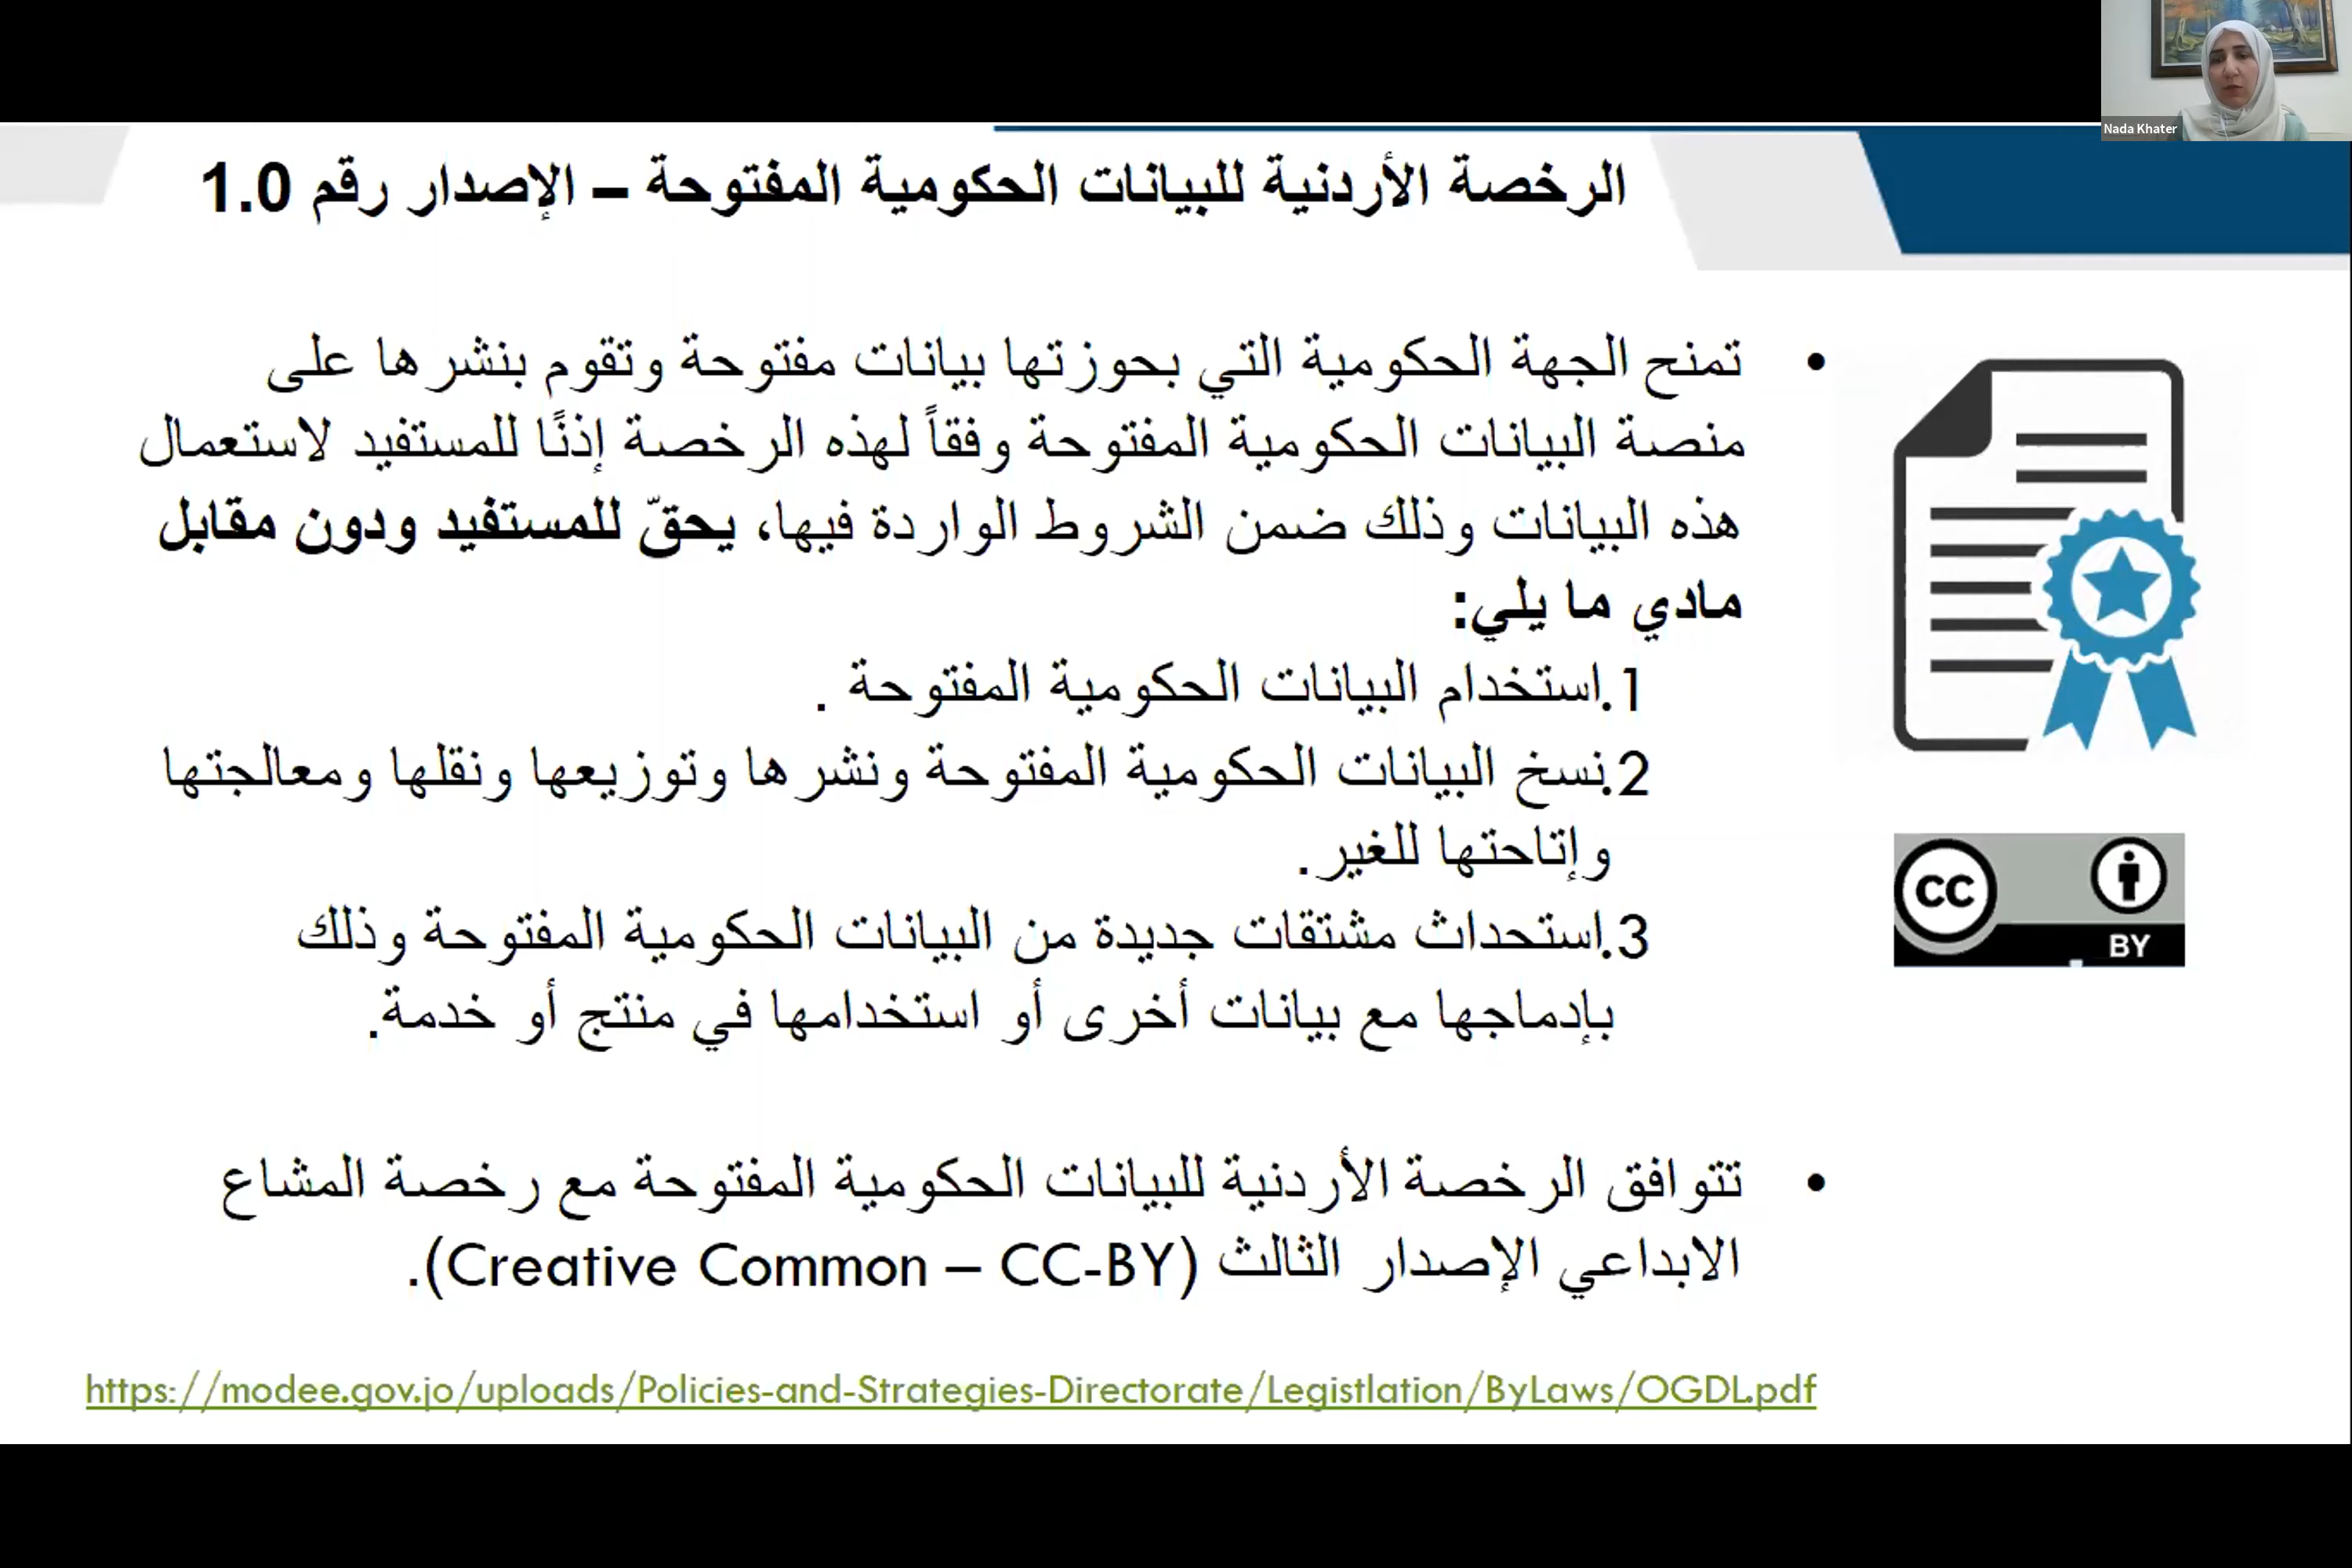 Nada Khater
الرخصة الأردنية للبيانات الحكومية المفتوحة – الإصدار رقم 1.0
• تمنح الجهة الحكومية التي بحوزتها بيانات مفتوحة وتقوم بنشرها على
منصة البيانات الحكومية المفتوحة وفقاً لهذه الرخصة إذنًا للمستفيد لاستعمال
هذه البيانات وذلك ضمن الشروط الواردة فيها، يحقّ للمستفيد ودون مقابل
مادي ما يلي:
1.استخدام البيانات الحكومية المفتوحة .
2.نسخ البيانات الحكومية المفتوحة ونشرها وتوزيعها ونقلها ومعالجتها
وإتاحتها للغير.
3.استحداث مشتقات جديدة من البيانات الحكومية المفتوحة وذلك
بإدماجها مع بيانات أخرى أو استخدامها في منتج أو خدمة.
cc
BY
• تتوافق الرخصة الأردنية للبيانات الحكومية المفتوحة مع رخصة المشاع
الابداعي الإصدار الثالث (Creative Common – CC-BY).
https://modee.gov.jo/uploads/Policies-and-Strategies-Directorate/Legistlation/ByLaws/OGDL.pdf